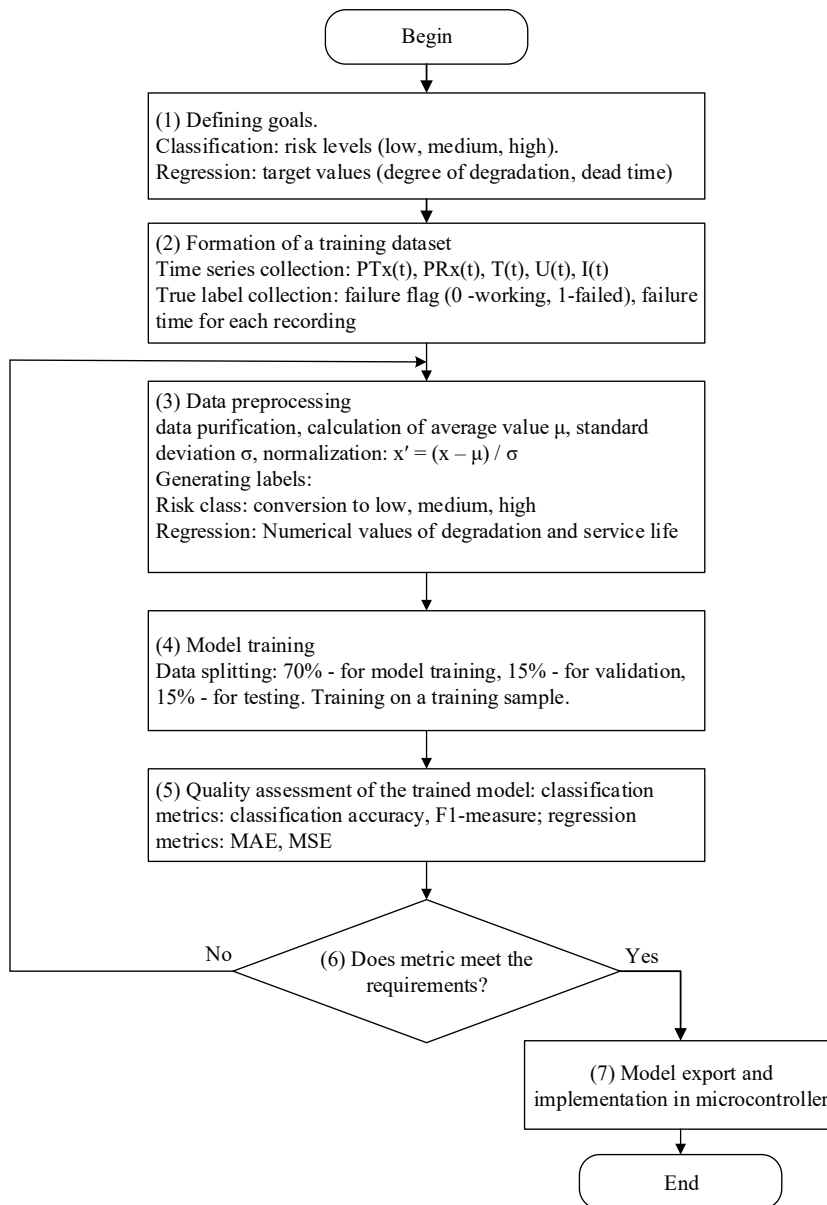 Begin
(1) Defining goals.
Classification: risk levels (low, medium, high).
Regression: target values (degree of degradation, dead time)
(2) Formation of a training dataset
Time series collection: PTx(t), PRx(t), T(t), U(t), I(t)
True label collection: failure flag (0 -working, 1-failed), failure
time for each recording
(3) Data preprocessing
data purification, calculation of average value μ, standard
deviation σ, normalization: x′ = (x – μ) / σ
Generating labels:
Risk class: conversion to low, medium, high
Regression: Numerical values of degradation and service life
(4) Model training
Data splitting: 70% - for model training, 15% - for validation,
15% - for testing. Training on a training sample.
(5) Quality assessment of the trained model: classification
metrics: classification accuracy, F1-measure; regression
metrics: MAE, MSE
No
(6) Does metric meet the
requirements?
Yes
(7) Model export and
implementation in microcontroller
End